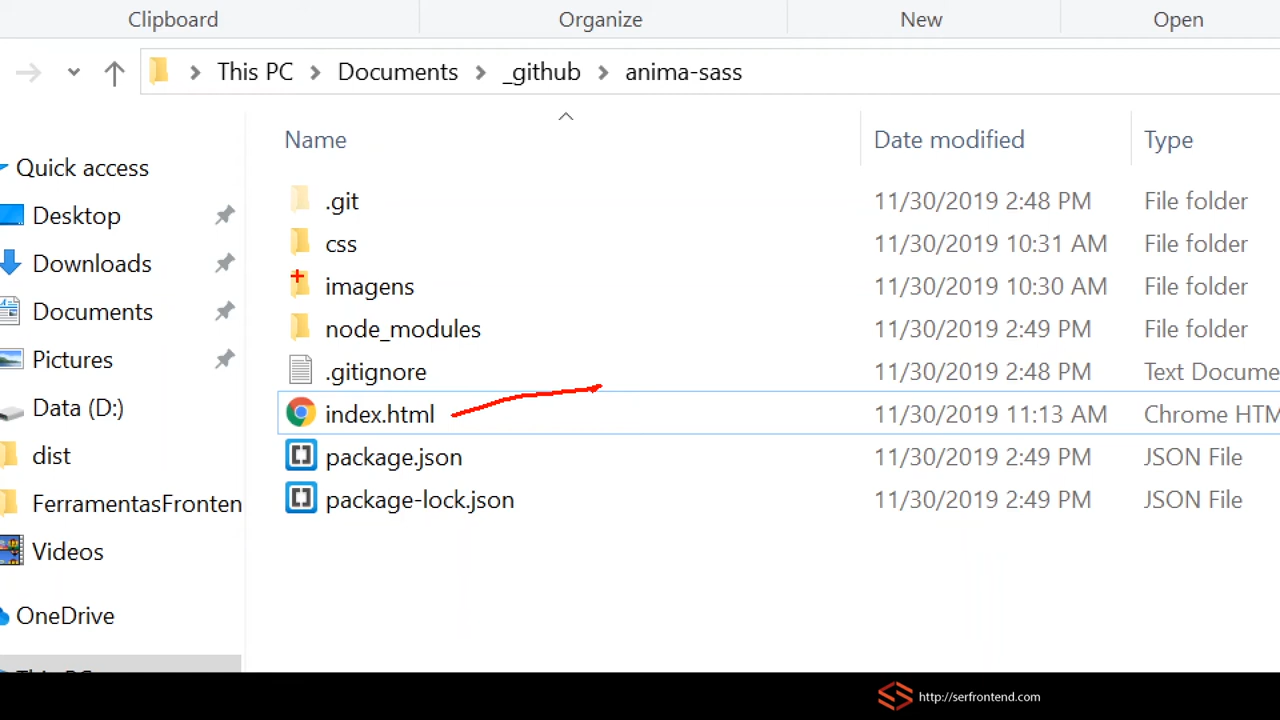 Clipboard Organize New Open
This PC Documents _github anima-sass
Name Date modified Type
Quick access
Desktop
Downloads
Documents
Pictures
Data (D:)
dist
FerramentasFronten
Videos
OneDrive
This PC
.git 11/30/2019 2:48 PM File folder
css 11/30/2019 10:31 AM File folder
imagens 11/30/2019 10:30 AM File folder
node_modules 11/30/2019 2:49 PM File folder
.gitignore 11/30/2019 2:48 PM Text Docume
index.html 11/30/2019 11:13 AM Chrome HTM
package.json 11/30/2019 2:49 PM JSON File
package-lock.json 11/30/2019 2:49 PM JSON File
http://serfrontend.com